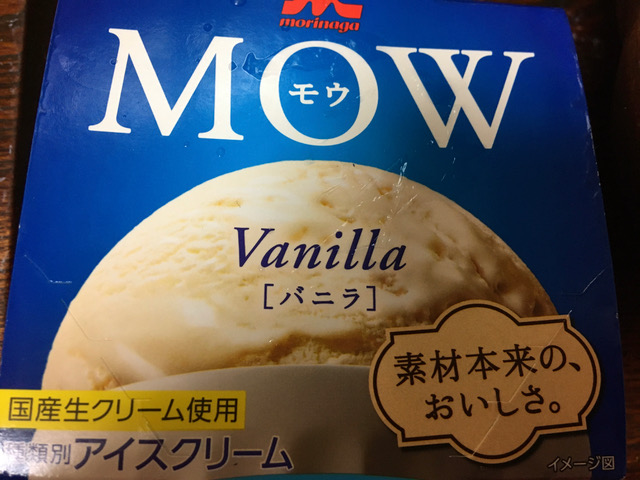 morinaga
MOW
モウ
Vanilla
[バニラ]
素材本来の、
おいしさ。
国産生クリーム使用
類別 アイスクリーム
イメージ図